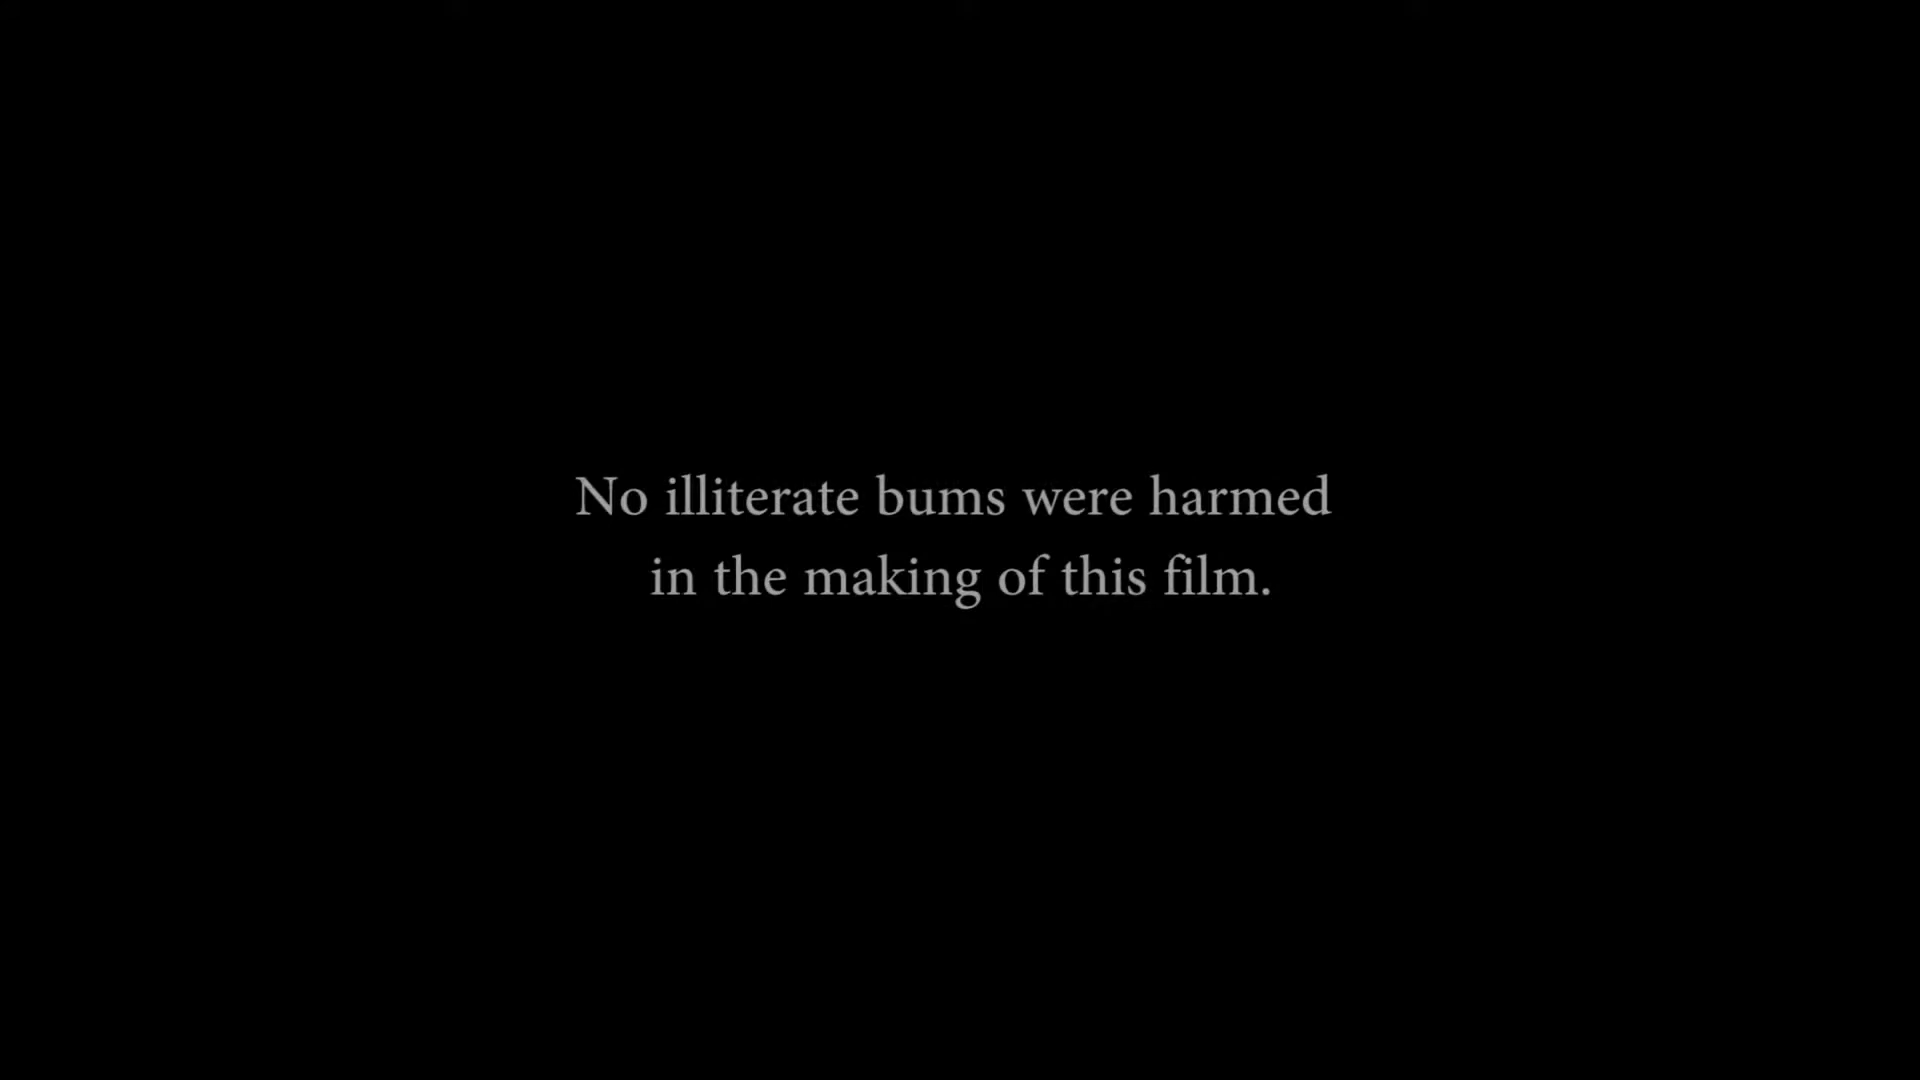 No illiterate bums were harmed
in the making of this film.